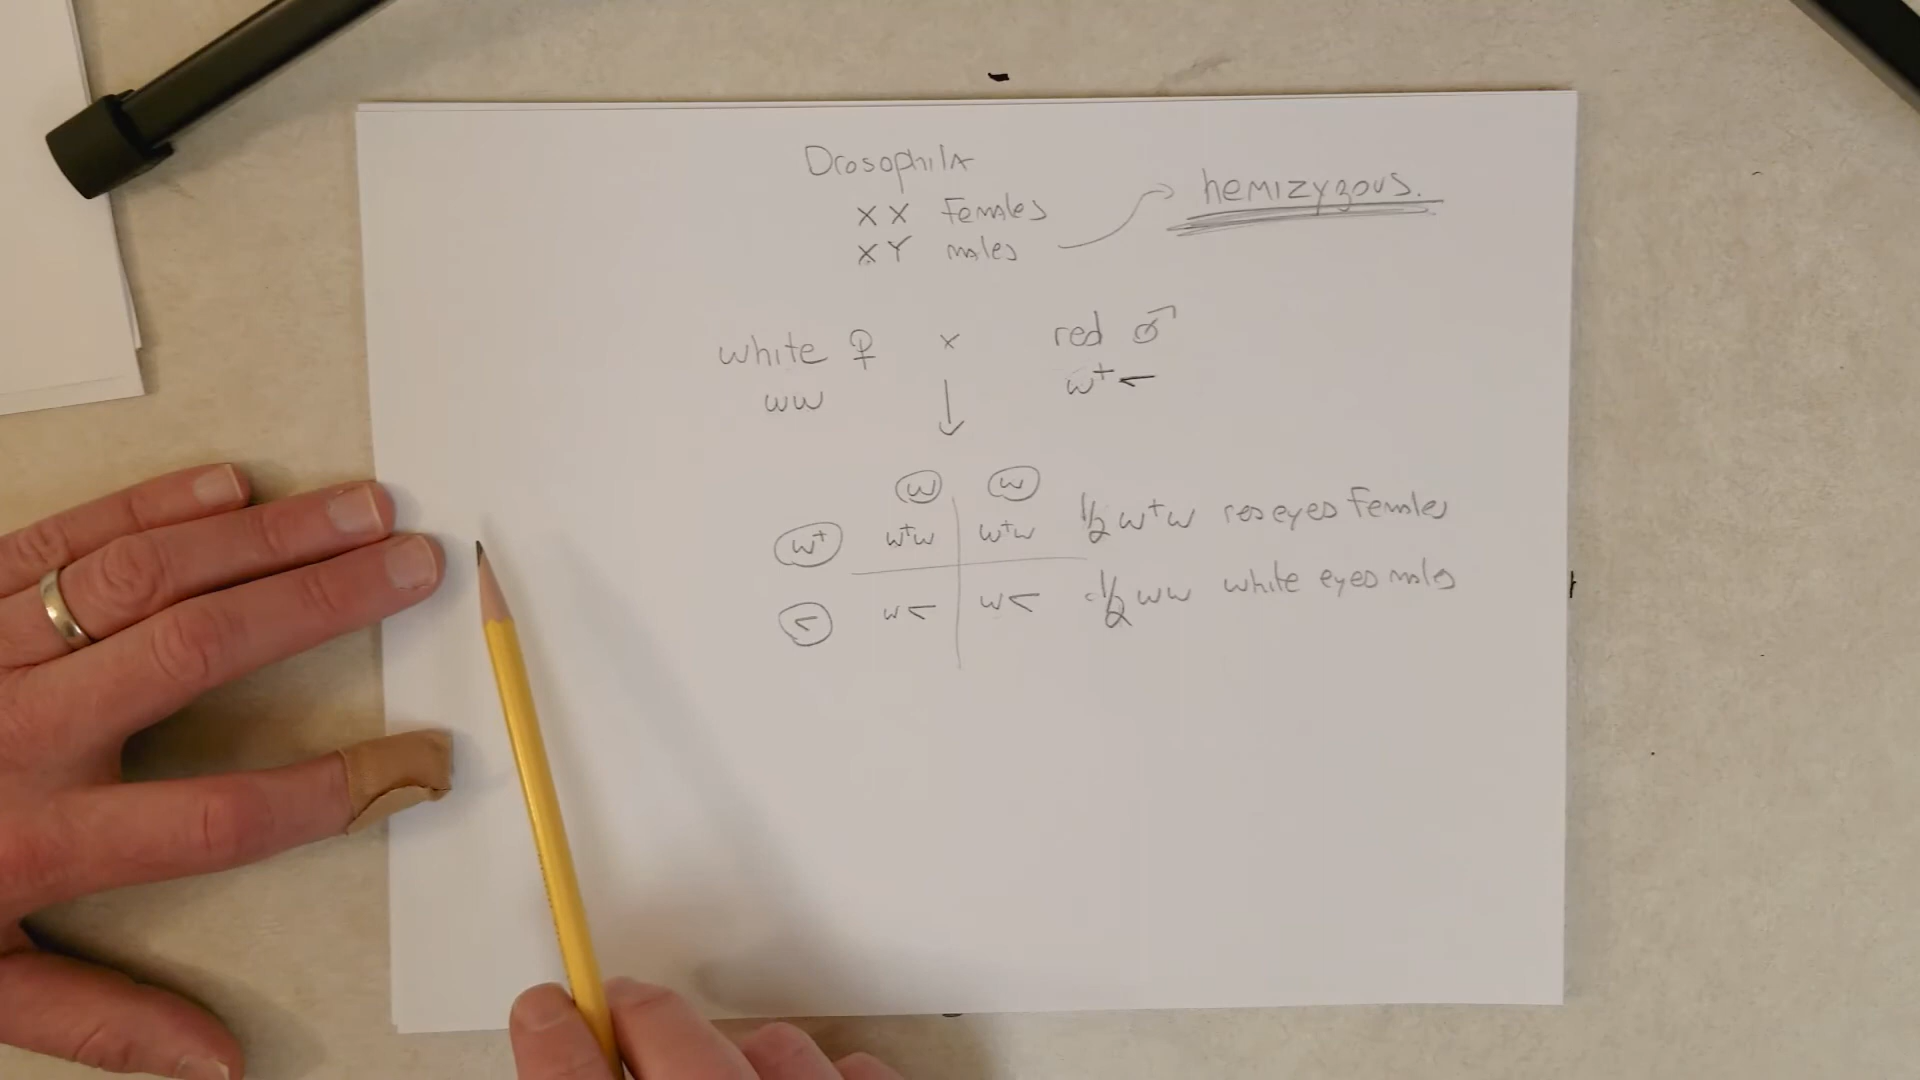 Drosophila
XX Females
XY males
hemizygous.
white ♀ x red ♂
ww w⁺<
w w
w⁺ w⁺w w⁺w 1/2 w⁺w res eyes Females
< w< w< 1/2 ww white eyes males